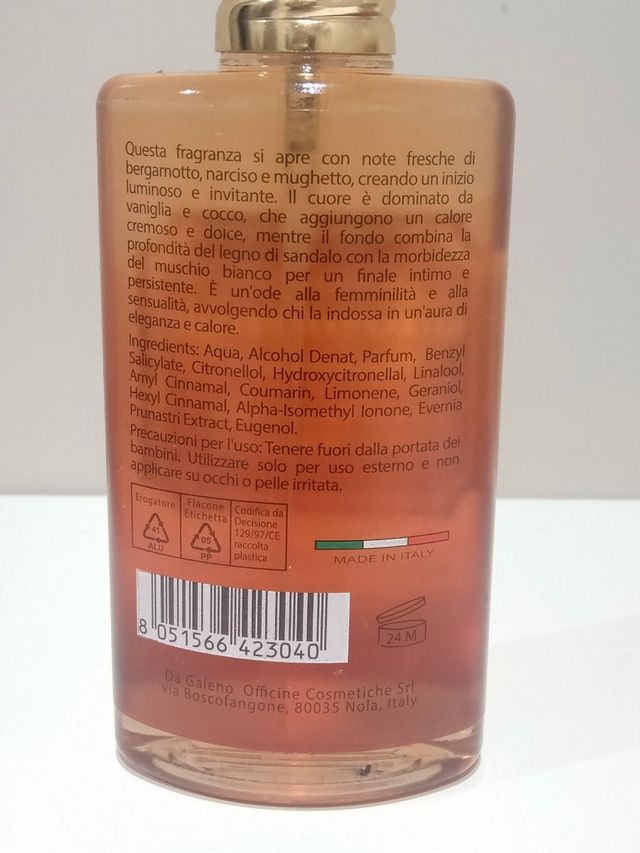 Questa fragranza si apre con note fresche di
bergamotto, narciso e mughetto, creando un inizio
luminoso e invitante. Il cuore è dominato da
vaniglia e cocco, che aggiungono un calore
cremoso e dolce, mentre il fondo combina la
profondità del legno di sandalo con la morbidezza
del muschio bianco per un finale intimo e
persistente. È un'ode alla femminilità e alla
sensualità, avvolgendo chi la indossa in un'aura di
eleganza e calore.
Ingredients: Aqua, Alcohol Denat, Parfum, Benzyl
Salicylate, Citronellol, Hydroxycitronellal, Linalool,
Amyl Cinnamal, Coumarin, Limonene, Geraniol,
Hexyl Cinnamal, Alpha-Isomethyl Ionone, Evernia
Prunastri Extract, Eugenol.
Precauzioni per l'uso: Tenere fuori dalla portata dei
bambini. Utilizzare solo per uso esterno e non
applicare su occhi o pelle irritata.
Erogatore
41
ALU
Flacone
Etichetta
05
PP
Codifica da
Decisione
129/97/CE
raccolta
plastica
MADE IN ITALY
8 051566 423040
24 M
Da Galeno Officine Cosmetiche Srl
via Boscofangone, 80035 Nola, Italy